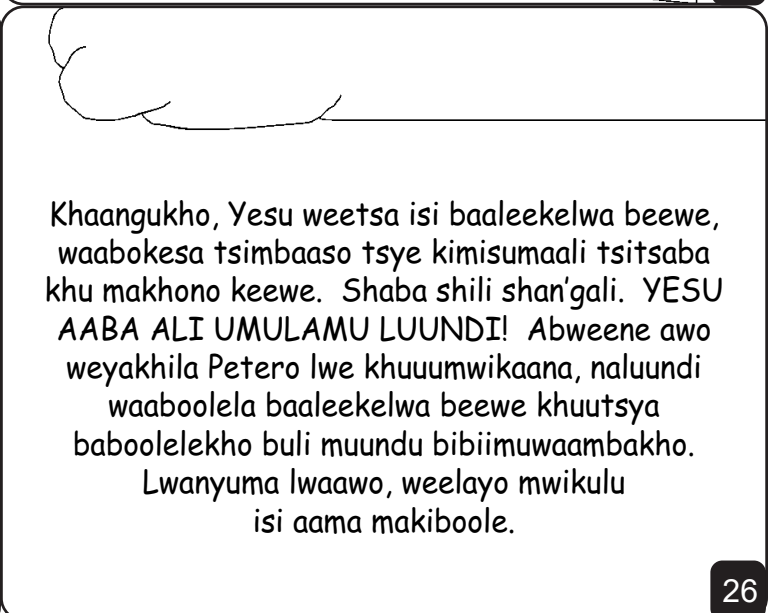 Khaangukho, Yesu weetsa isi baaleekelwa beewe,
waabokesa tsimbaaso tsye kimisumaali tsitsaba
khu makhono keewe.  Shaba shili shan'gali.  YESU
AABA ALI UMULAMU LUUNDI!  Abweene awo
weyakhila Petero lwe khuuumwikaana, naluundi
waaboolela baaleekelwa beewe khuutsya
baboolelekho buli muundu bibiimuwaambakho.
Lwanyuma lwaawo, weelayo mwikulu
isi aama makiboole.
26